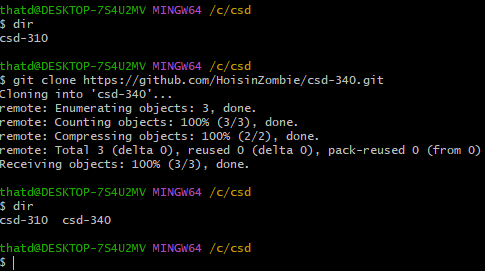 thatd@DESKTOP-7S4U2MV MINGW64 /c/csd
$ dir
csd-310
thatd@DESKTOP-7S4U2MV MINGW64 /c/csd
$ git clone https://github.com/HoisinZombie/csd-340.git
Cloning into 'csd-340'...
remote: Enumerating objects: 3, done.
remote: Counting objects: 100% (3/3), done.
remote: Compressing objects: 100% (2/2), done.
remote: Total 3 (delta 0), reused 0 (delta 0), pack-reused 0 (from 0)
Receiving objects: 100% (3/3), done.
thatd@DESKTOP-7S4U2MV MINGW64 /c/csd
$ dir
csd-310  csd-340
thatd@DESKTOP-7S4U2MV MINGW64 /c/csd
$